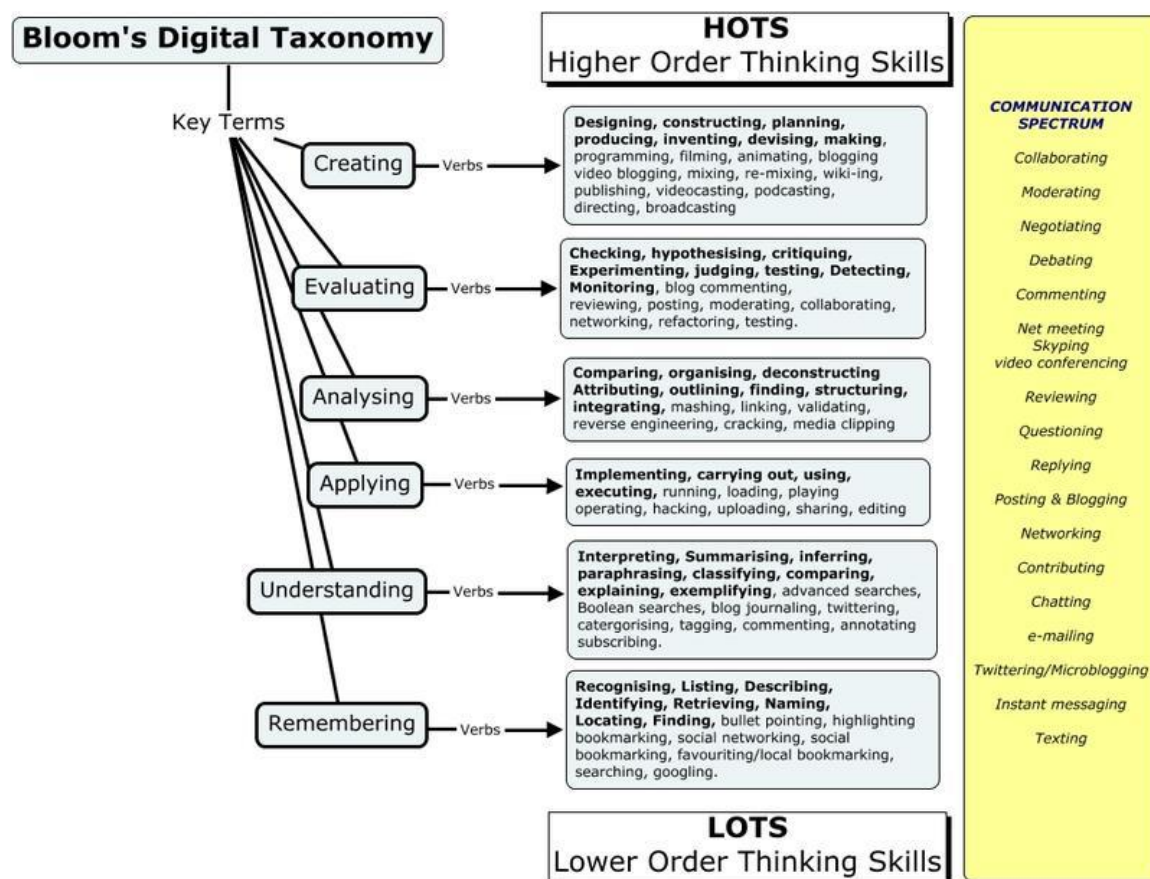 Bloom's Digital Taxonomy
HOTS
Higher Order Thinking Skills
Key Terms
Creating
Verbs
Designing, constructing, planning,
producing, inventing, devising, making,
programming, filming, animating, blogging
video blogging, mixing, re-mixing, wiki-ing,
publishing, videocasting, podcasting,
directing, broadcasting
Evaluating
Verbs
Checking, hypothesising, critiquing,
Experimenting, judging, testing, Detecting,
Monitoring, blog commenting,
reviewing, posting, moderating, collaborating,
networking, refactoring, testing.
Analysing
Verbs
Comparing, organising, deconstructing
Attributing, outlining, finding, structuring,
integrating, mashing, linking, validating,
reverse engineering, cracking, media clipping
Applying
Verbs
Implementing, carrying out, using,
executing, running, loading, playing
operating, hacking, uploading, sharing, editing
Understanding
Verbs
Interpreting, Summarising, inferring,
paraphrasing, classifying, comparing,
explaining, exemplifying, advanced searches,
Boolean searches, blog journaling, twittering,
catergorising, tagging, commenting, annotating
subscribing.
Remembering
Verbs
Recognising, Listing, Describing,
Identifying, Retrieving, Naming,
Locating, Finding, bullet pointing, highlighting
bookmarking, social networking, social
bookmarking, favouriting/local bookmarking,
searching, googling.
LOTS
Lower Order Thinking Skills
COMMUNICATION
SPECTRUM
Collaborating
Moderating
Negotiating
Debating
Commenting
Net meeting
Skyping
video conferencing
Reviewing
Questioning
Replying
Posting & Blogging
Networking
Contributing
Chatting
e-mailing
Twittering/Microblogging
Instant messaging
Texting